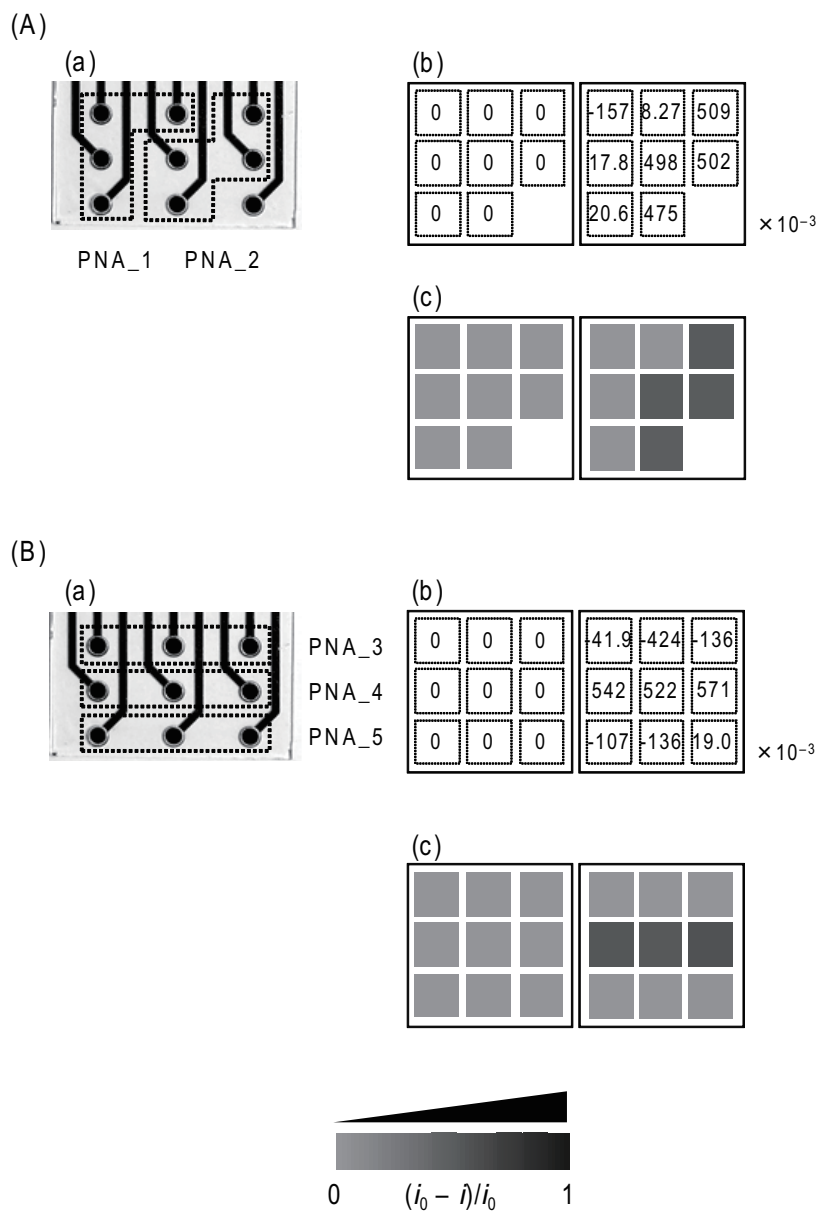 (A)
(a)
(b)
0 0 0 -157 8.27 509
0 0 0 17.8 498 502
0 0 20.6 475
× 10⁻³
PNA_1 PNA_2
(c)
(B)
(a)
(b)
PNA_3
PNA_4
PNA_5
0 0 0 -41.9 -424 -136
0 0 0 542 522 571
0 0 0 -107 -136 19.0
× 10⁻³
(c)
0 (i₀ – i)/i₀ 1